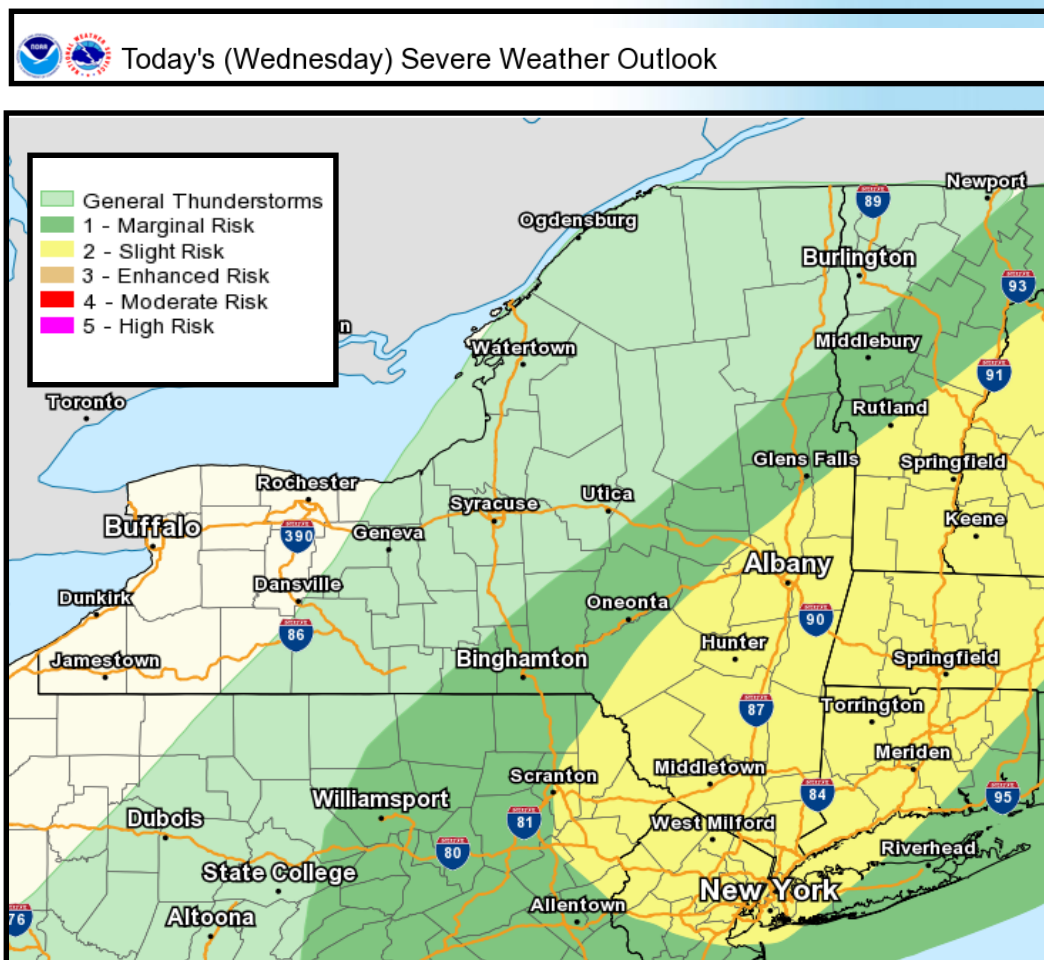 Today's (Wednesday) Severe Weather Outlook
NOAA
General Thunderstorms
1 - Marginal Risk
2 - Slight Risk
3 - Enhanced Risk
4 - Moderate Risk
5 - High Risk
n
Newport
89
Ogdensburg
Burlington
93
Watertown
Middlebury
91
Toronto
Rutland
Glens Falls
Springfield
Rochester
Syracuse
Utica
Buffalo
390
Geneva
Keene
Albany
Dansville
Dunkirk
Oneonta
90
86
Hunter
Jamestown
Binghamton
Springfield
87
Torrington
Meriden
Scranton
Middletown
84
95
Williamsport
Dubois
81
West Milford
80
Riverhead
State College
New York
76
Altoona
Allentown